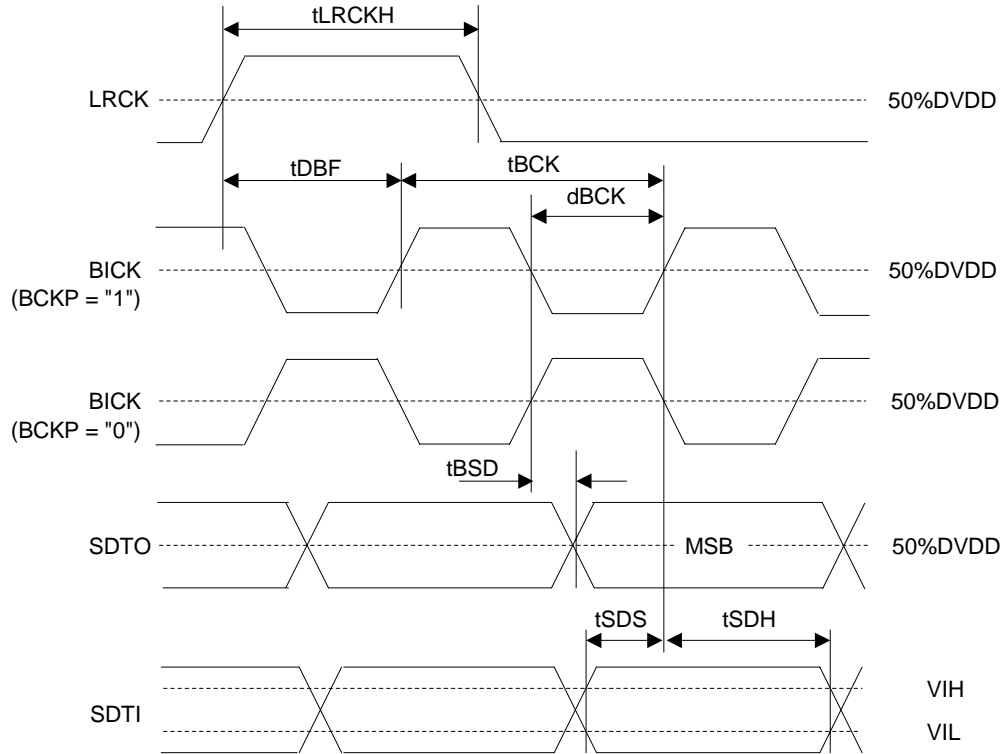 tLRCKH
LRCK
50%DVDD
tDBF
tBCK
dBCK
BICK
(BCKP = "1")
50%DVDD
BICK
(BCKP = "0")
50%DVDD
tBSD
SDTO
MSB
50%DVDD
tSDS
tSDH
SDTI
VIH
VIL